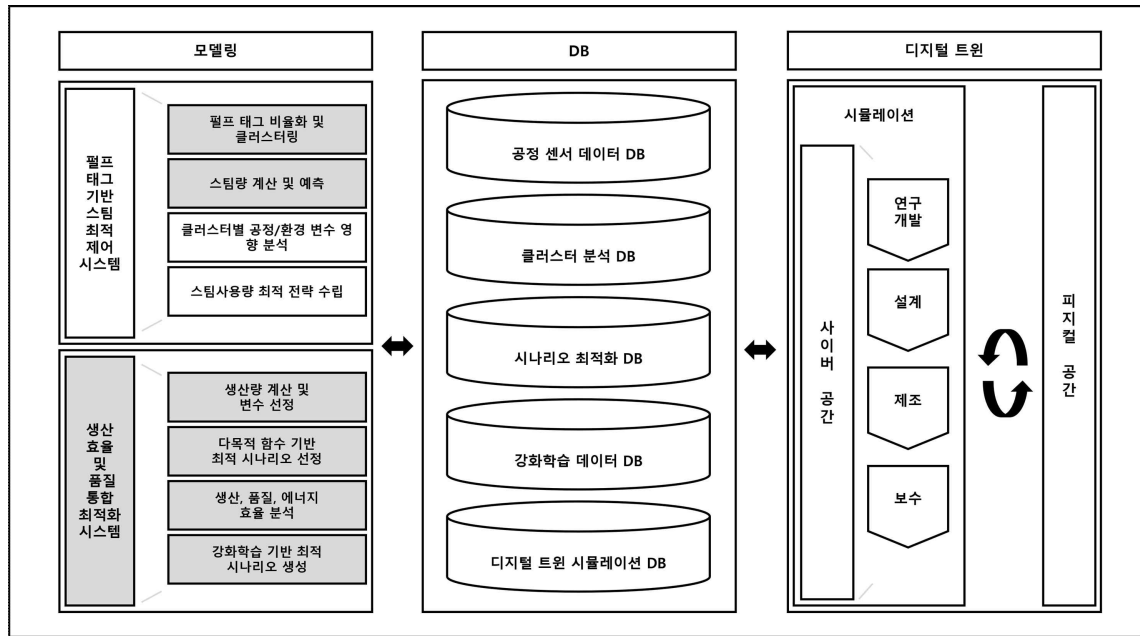 모델링
펄프
태그
기반
스팀
최적
제어
시스템
펄프 태그 비율화 및
클러스터링
스팀량 계산 및 예측
클러스터별 공정/환경 변수 영
향 분석
스팀사용량 최적 전략 수립
생산
효율
및
품질
통합
최적화
시스템
생산량 계산 및
변수 선정
다목적 함수 기반
최적 시나리오 선정
생산, 품질, 에너지
효율 분석
강화학습 기반 최적
시나리오 생성
DB
공정 센서 데이터 DB
클러스터 분석 DB
시나리오 최적화 DB
강화학습 데이터 DB
디지털 트윈 시뮬레이션 DB
디지털 트윈
시뮬레이션
사이버 공간
연구
개발
설계
제조
보수
피지컬 공간